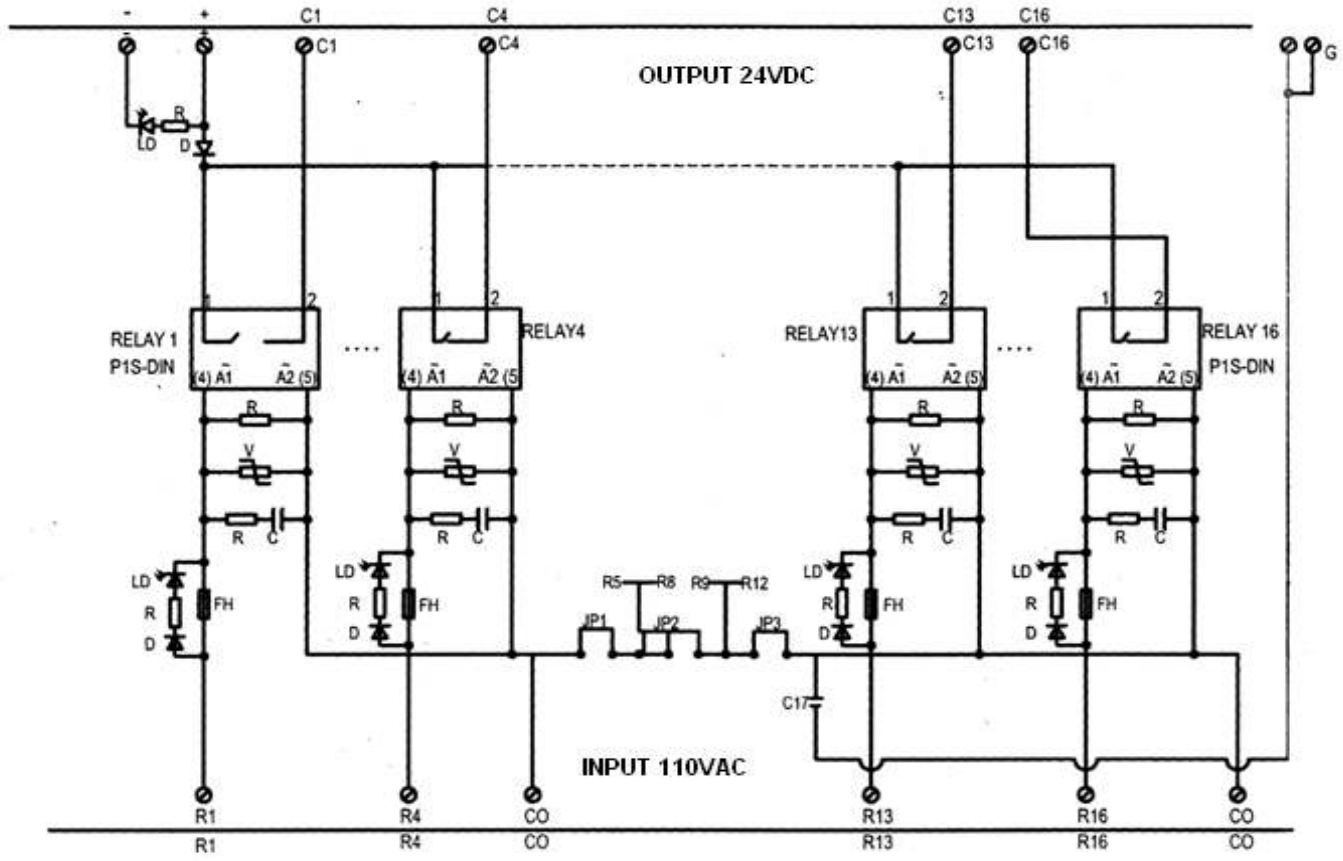 - + C1 C4 C13 C16
- + C1 C4 C13 C16 G
OUTPUT 24VDC
R
LD D
1 2 1 2 1 2 1 2
RELAY 1 RELAY4 RELAY13 RELAY 16
P1S-DIN P1S-DIN
.... ....
(4) A1 A2 (5) (4) A1 A2 (5 (4) A1 A2 (5) (4) A1 A2 (5)
~ ~ ~ ~ ~ ~ ~ ~
R R R R
V V V V
R C R C R C R C
LD LD R5 R8 R9 R12 LD LD
R FH R FH R FH R FH
D D JP1 JP2 JP3 D D
C17
INPUT 110VAC
R1 R4 CO R13 R16 CO
R1 R4 CO R13 R16 CO